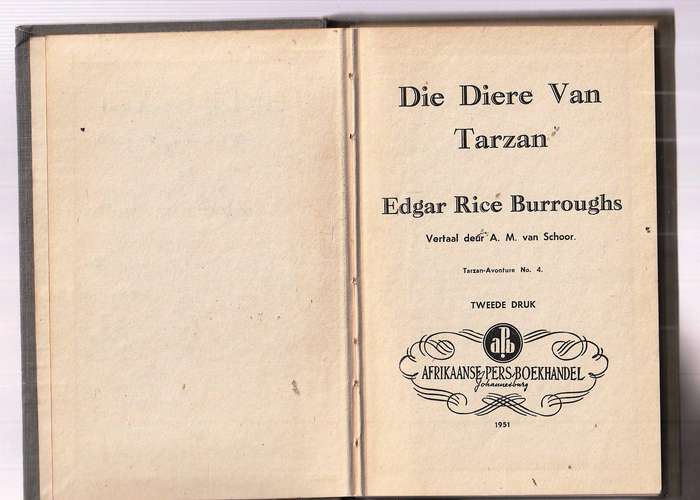 Die Diere Van
Tarzan
Edgar Rice Burroughs
Vertaal deur A. M. van Schoor.
Tarzan-Avonture No. 4.
TWEEDE DRUK
apb
AFRIKAANSE-PERS-BOEKHANDEL
Johannesburg
1951